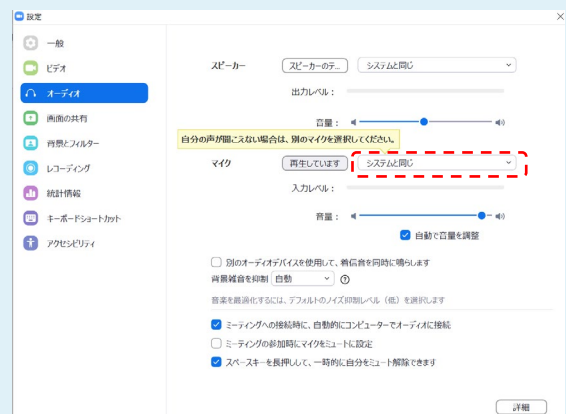 設定
一般
ビデオ
オーディオ
画面の共有
背景とフィルター
レコーディング
統計情報
キーボードショートカット
アクセシビリティ
スピーカー
スピーカーのテ...
システムと同じ
出力レベル：
音量：
自分の声が聞こえない場合は、別のマイクを選択してください。
マイク
再生しています
システムと同じ
入力レベル：
音量：
自動で音量を調整
別のオーディオデバイスを使用して、着信音を同時に鳴らします
背景雑音を抑制 自動
音楽を最適化するには、デフォルトのノイズ抑制レベル（低）を選択します
ミーティングへの接続時に、自動的にコンピューターでオーディオに接続
ミーティングの参加時にマイクをミュートに設定
スペースキーを長押しして、一時的に自分をミュート解除できます
詳細